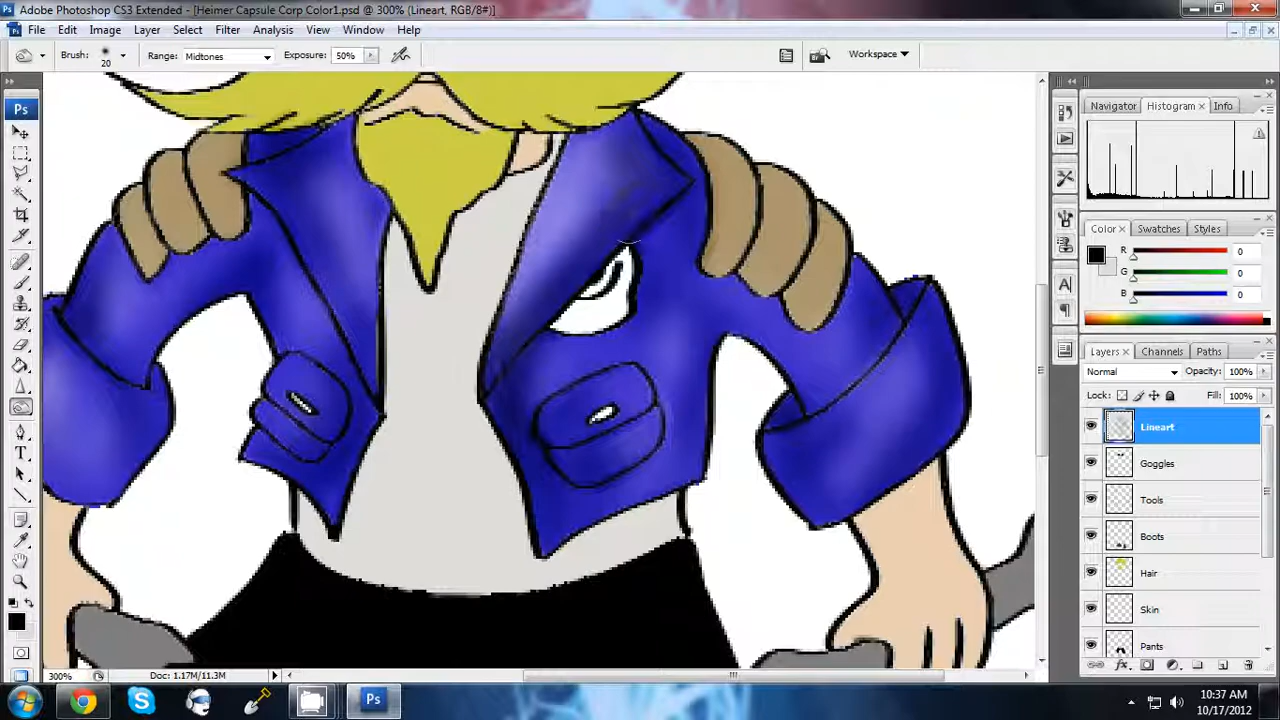 Adobe Photoshop CS3 Extended - [Heimer Capsule Corp Color1.psd @ 300% (Lineart, RGB/8#)]
File Edit Image Layer Select Filter Analysis View Window Help
Brush: 20 Range: Midtones Exposure: 50% Workspace
Ps
Navigator Histogram Info
Color Swatches Styles
R 0
G 0
B 0
Layers Channels Paths
Normal Opacity: 100%
Lock: Fill: 100%
Lineart
Goggles
Tools
Boots
Hair
Skin
Pants
300% Doc: 1.17M/11.3M
10:37 AM
10/17/2012